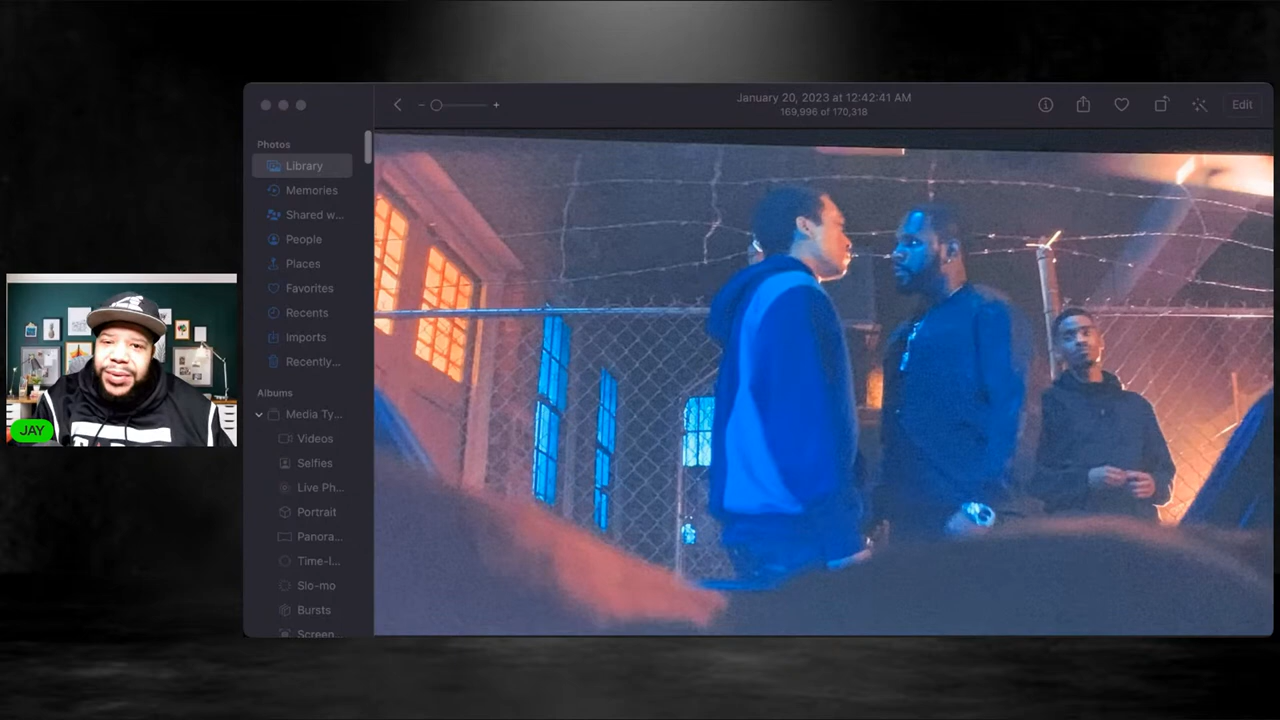 January 20, 2023 at 12:42:41 AM
169,996 of 170,318
Edit
Photos
Library
Memories
Shared w...
People
Places
Favorites
Recents
Imports
Recently...
Albums
Media Ty...
Videos
Selfies
Live Ph...
Portrait
Panora...
Time-l...
Slo-mo
Bursts
Screen
JAY